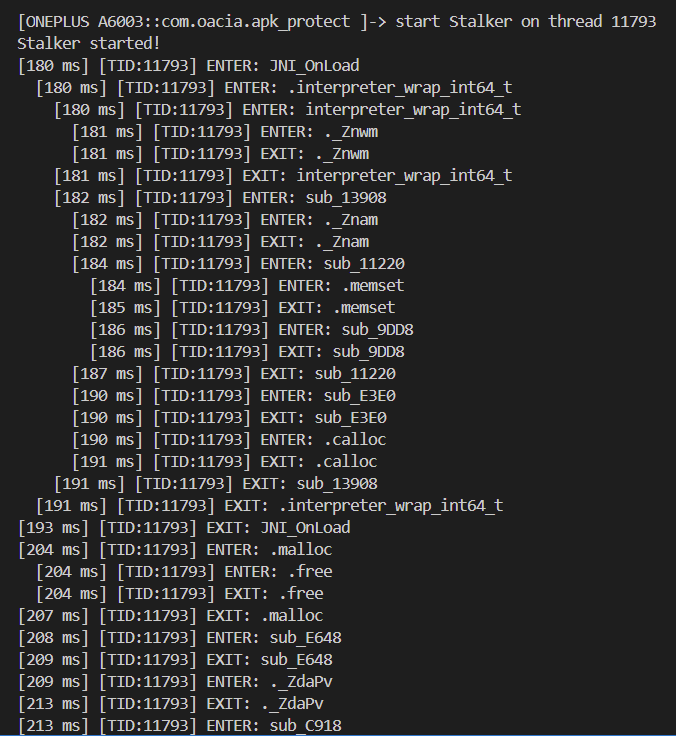 [ONEPLUS A6003::com.oacia.apk_protect ]-> start Stalker on thread 11793
Stalker started!
[180 ms] [TID:11793] ENTER: JNI_OnLoad
[180 ms] [TID:11793] ENTER: .interpreter_wrap_int64_t
[180 ms] [TID:11793] ENTER: interpreter_wrap_int64_t
[181 ms] [TID:11793] ENTER: ._Znwm
[181 ms] [TID:11793] EXIT: ._Znwm
[181 ms] [TID:11793] EXIT: interpreter_wrap_int64_t
[182 ms] [TID:11793] ENTER: sub_13908
[182 ms] [TID:11793] ENTER: ._Znam
[182 ms] [TID:11793] EXIT: ._Znam
[184 ms] [TID:11793] ENTER: sub_11220
[184 ms] [TID:11793] ENTER: .memset
[185 ms] [TID:11793] EXIT: .memset
[186 ms] [TID:11793] ENTER: sub_9DD8
[186 ms] [TID:11793] EXIT: sub_9DD8
[187 ms] [TID:11793] EXIT: sub_11220
[190 ms] [TID:11793] ENTER: sub_E3E0
[190 ms] [TID:11793] EXIT: sub_E3E0
[190 ms] [TID:11793] ENTER: .calloc
[191 ms] [TID:11793] EXIT: .calloc
[191 ms] [TID:11793] EXIT: sub_13908
[191 ms] [TID:11793] EXIT: .interpreter_wrap_int64_t
[193 ms] [TID:11793] EXIT: JNI_OnLoad
[204 ms] [TID:11793] ENTER: .malloc
[204 ms] [TID:11793] ENTER: .free
[204 ms] [TID:11793] EXIT: .free
[207 ms] [TID:11793] EXIT: .malloc
[208 ms] [TID:11793] ENTER: sub_E648
[209 ms] [TID:11793] EXIT: sub_E648
[209 ms] [TID:11793] ENTER: ._ZdaPv
[213 ms] [TID:11793] EXIT: ._ZdaPv
[213 ms] [TID:11793] ENTER: sub_C918